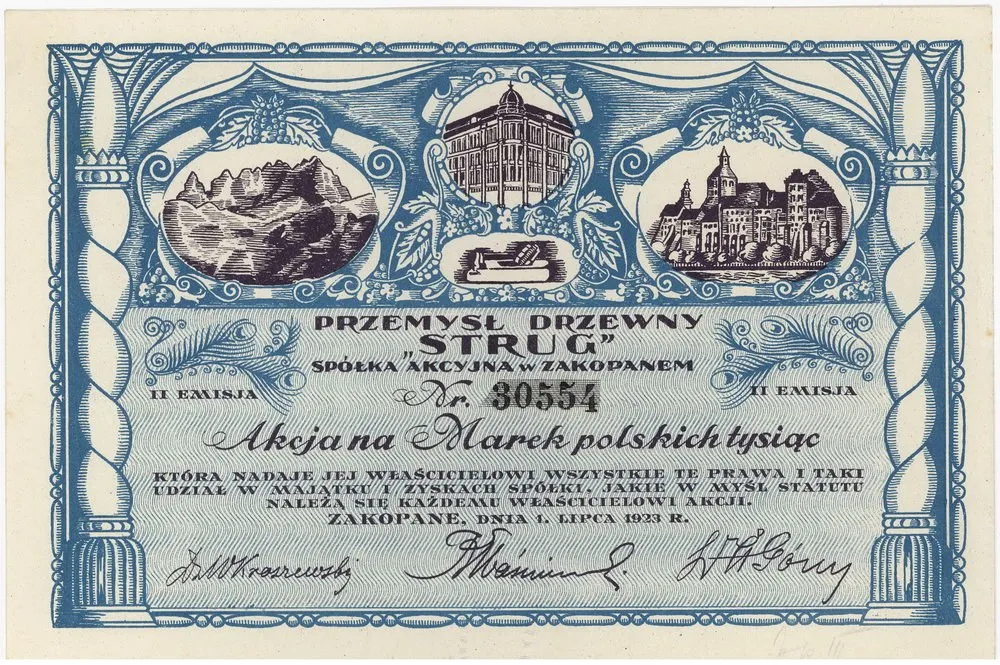 PRZEMYSŁ DRZEWNY
„STRUG”
SPÓŁKA AKCYJNA w ZAKOPANEM
II EMISJA
Nr. 30554
II EMISJA
Akcja na Marek polskich tysiąc
KTÓRA NADAJE JEJ WŁAŚCICIELOWI WSZYSTKIE TE PRAWA I TAKI
UDZIAŁ W MAJĄTKU I ZYSKACH SPÓŁKI, JAKIE W MYŚL STATUTU
NALEŻĄ SIĘ KAŻDEMU WŁAŚCICIELOWI AKCJI.
ZAKOPANE, DNIA 1. LIPCA 1923 R.
Dr W Kraszewski